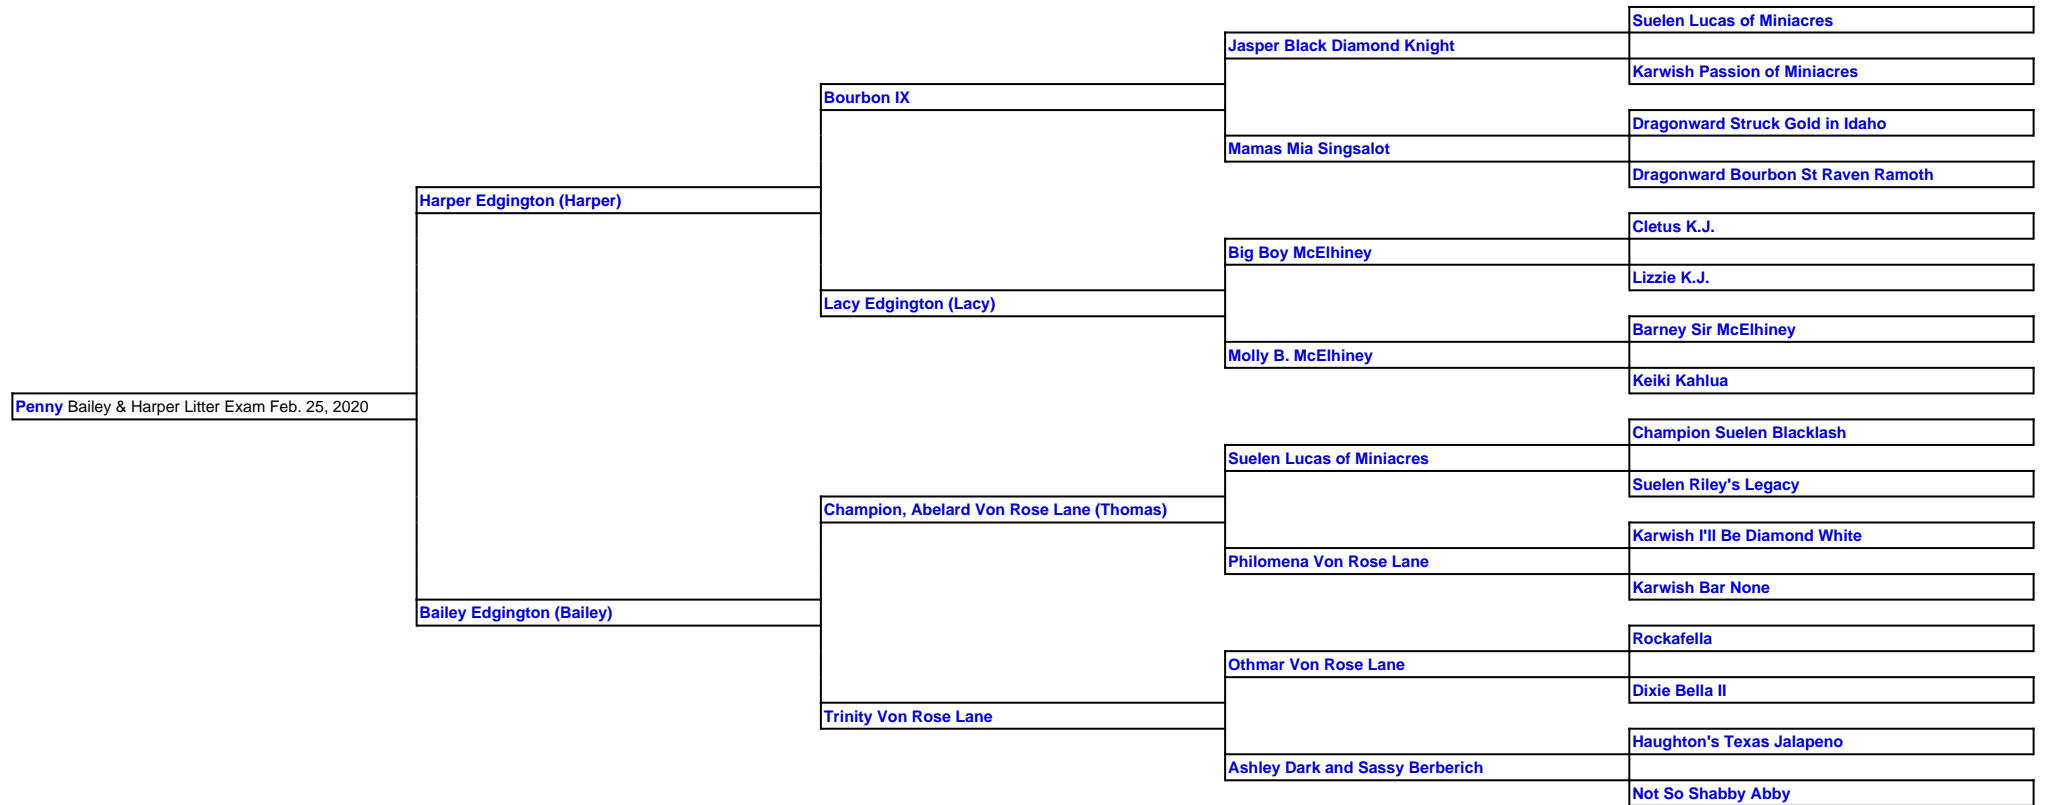 Suelen Lucas of Miniacres
Jasper Black Diamond Knight
Karwish Passion of Miniacres
Bourbon IX
Dragonward Struck Gold in Idaho
Mamas Mia Singsalot
Dragonward Bourbon St Raven Ramoth
Harper Edgington (Harper)
Cletus K.J.
Big Boy McElhiney
Lizzie K.J.
Lacy Edgington (Lacy)
Barney Sir McElhiney
Molly B. McElhiney
Keiki Kahlua
Penny Bailey & Harper Litter Exam Feb. 25, 2020
Champion Suelen Blacklash
Suelen Lucas of Miniacres
Suelen Riley's Legacy
Champion, Abelard Von Rose Lane (Thomas)
Karwish I'll Be Diamond White
Philomena Von Rose Lane
Karwish Bar None
Bailey Edgington (Bailey)
Rockafella
Othmar Von Rose Lane
Dixie Bella II
Trinity Von Rose Lane
Haughton's Texas Jalapeno
Ashley Dark and Sassy Berberich
Not So Shabby Abby